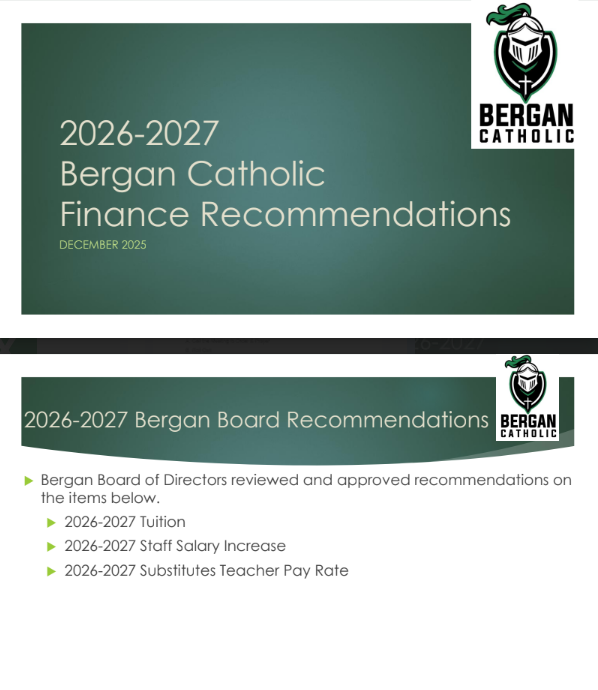 BERGAN
CATHOLIC
2026-2027
Bergan Catholic
Finance Recommendations
DECEMBER 2025
2026-2027 Bergan Board Recommendations
BERGAN
CATHOLIC
Bergan Board of Directors reviewed and approved recommendations on
the items below.
2026-2027 Tuition
2026-2027 Staff Salary Increase
2026-2027 Substitutes Teacher Pay Rate